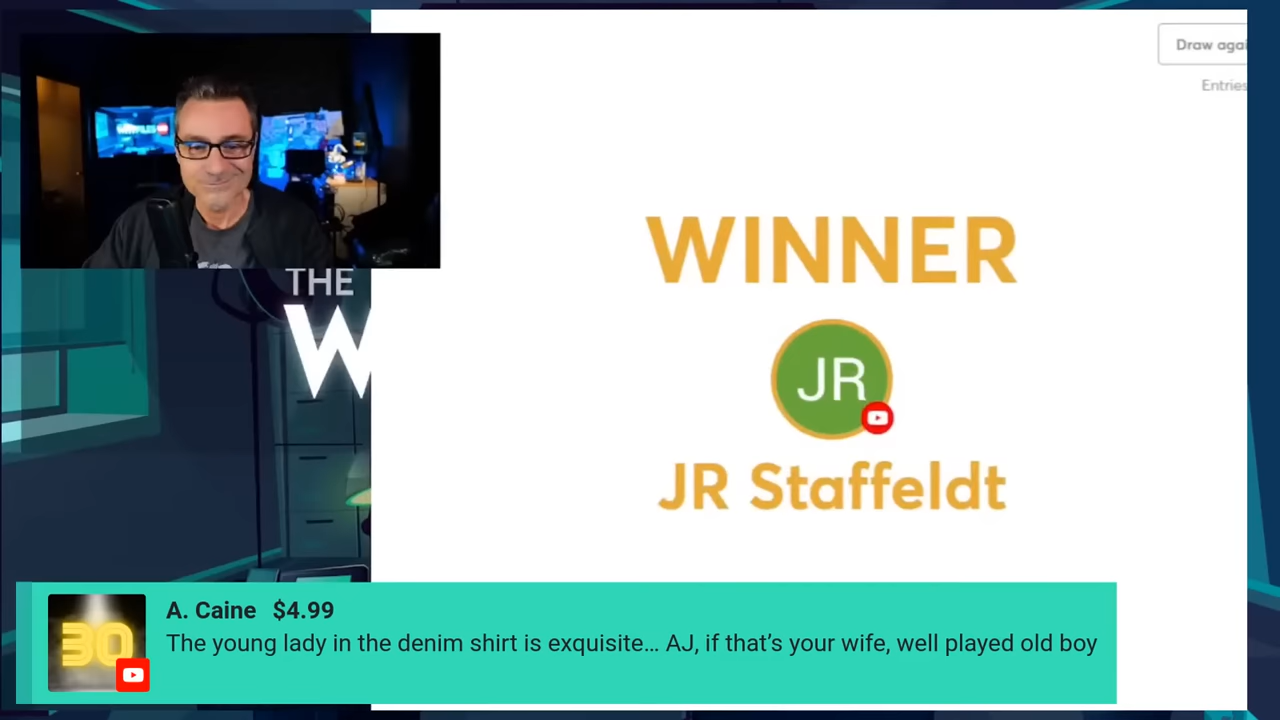 Draw agai
Entries
THE
W
WINNER
JR
JR Staffeldt
30
A. Caine $4.99
The young lady in the denim shirt is exquisite… AJ, if that’s your wife, well played old boy